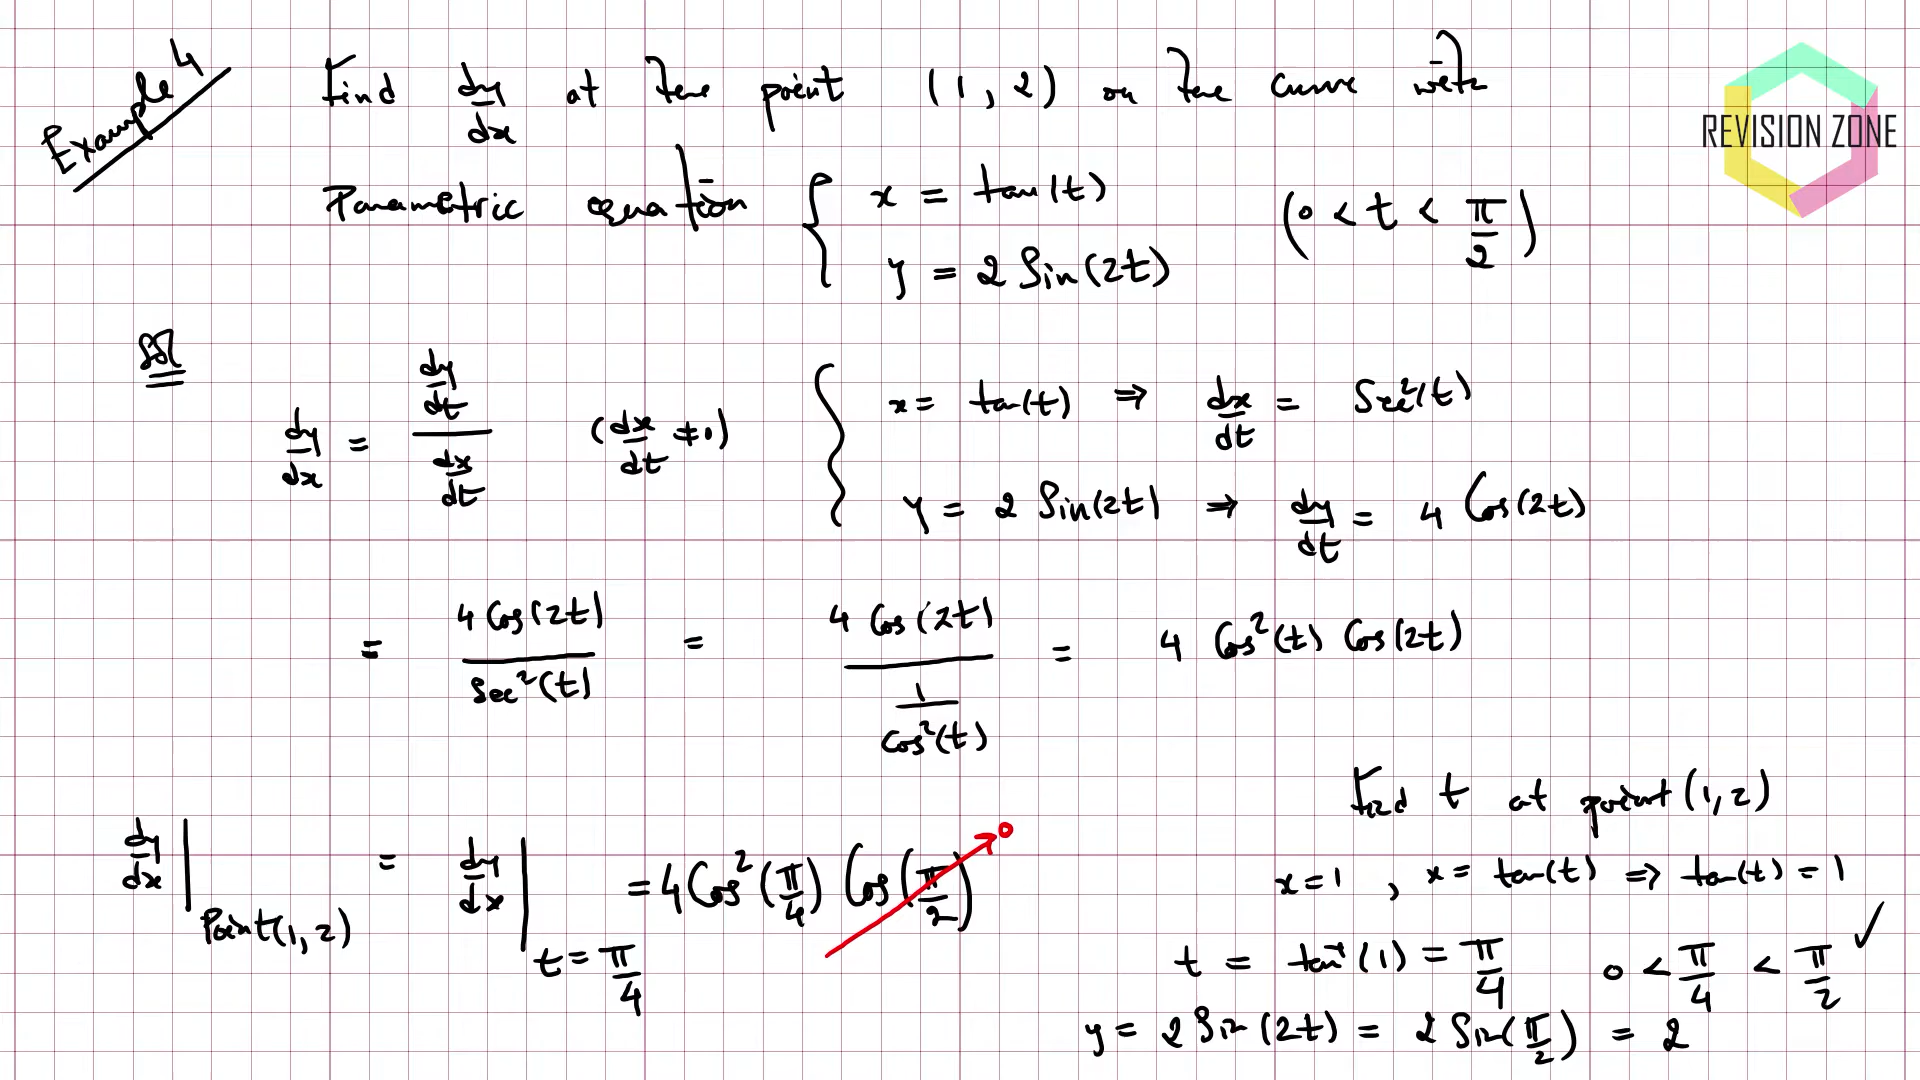 Example 4
Find dy/dx at the point (1, 2) on the curve with
REVISION ZONE
Parametric equation { x = tan(t)
y = 2 Sin(2t)
(0 < t < π/2)
Sol
dy/dx = (dy/dt)/(dx/dt) (dx/dt ≠ 0)
x = tan(t) ⇒ dx/dt = Sec²(t)
y = 2 Sin(2t) ⇒ dy/dt = 4 Cos(2t)
= 4 Cos(2t)/Sec²(t) = 4 Cos(2t)/(1/Cos²(t)) = 4 Cos²(t) Cos(2t)
dy/dx | Point(1, 2) = dy/dx | t = π/4 = 4 Cos²(π/4) Cos(π/2) 0
Find t at point (1, 2)
x = 1 , x = tan(t) ⇒ tan(t) = 1
t = tan⁻¹(1) = π/4 0 < π/4 < π/2 ✓
y = 2 Sin(2t) = 2 Sin(π/2) = 2